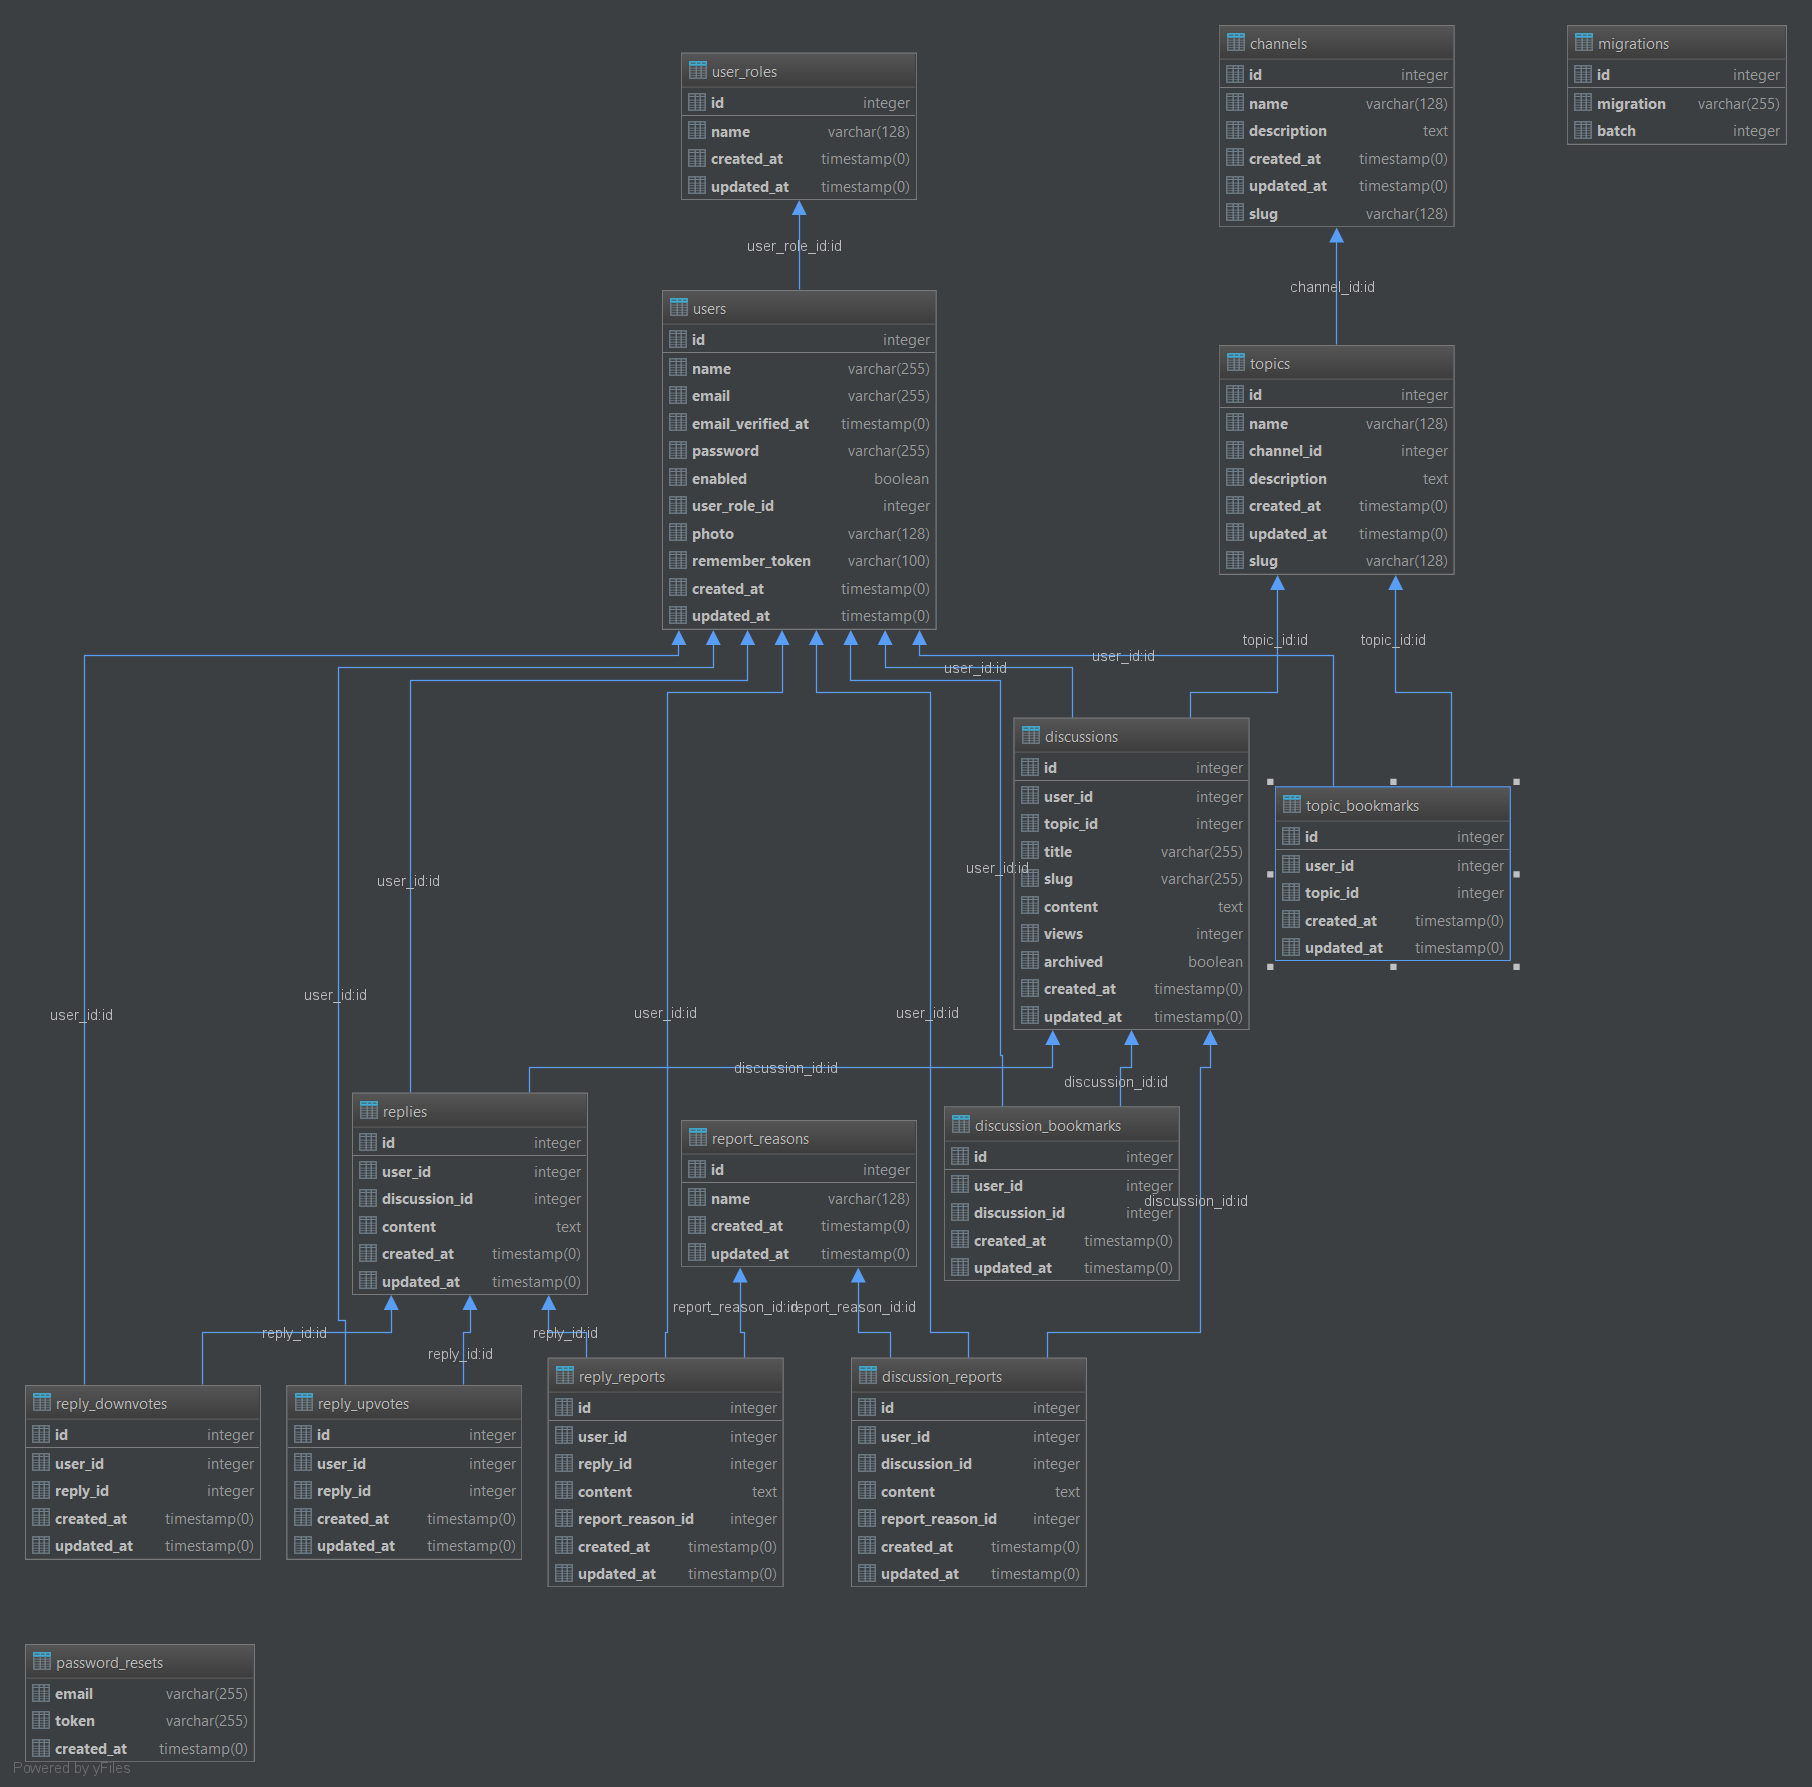 user_roles
id integer
name varchar(128)
created_at timestamp(0)
updated_at timestamp(0)
channels
id integer
name varchar(128)
description text
created_at timestamp(0)
updated_at timestamp(0)
slug varchar(128)
migrations
id integer
migration varchar(255)
batch integer
user_role_id:id
channel_id:id
users
id integer
name varchar(255)
email varchar(255)
email_verified_at timestamp(0)
password varchar(255)
enabled boolean
user_role_id integer
photo varchar(128)
remember_token varchar(100)
created_at timestamp(0)
updated_at timestamp(0)
topics
id integer
name varchar(128)
channel_id integer
description text
created_at timestamp(0)
updated_at timestamp(0)
slug varchar(128)
topic_id:id
topic_id:id
user_id:id
user_id:id
discussions
id integer
user_id integer
topic_id integer
title varchar(255)
slug varchar(255)
content text
views integer
archived boolean
created_at timestamp(0)
updated_at timestamp(0)
topic_bookmarks
id integer
user_id integer
topic_id integer
created_at timestamp(0)
updated_at timestamp(0)
user_id:id
user_id:id
user_id:id
user_id:id
user_id:id
user_id:id
discussion_id:id
discussion_id:id
replies
id integer
user_id integer
discussion_id integer
content text
created_at timestamp(0)
updated_at timestamp(0)
report_reasons
id integer
name varchar(128)
created_at timestamp(0)
updated_at timestamp(0)
discussion_bookmarks
id integer
user_id integer
discussion_id integer
created_at timestamp(0)
updated_at timestamp(0)
discussion_id:id
report_reason_id:id
report_reason_id:id
reply_id:id
reply_id:id
reply_id:id
reply_downvotes
id integer
user_id integer
reply_id integer
created_at timestamp(0)
updated_at timestamp(0)
reply_upvotes
id integer
user_id integer
reply_id integer
created_at timestamp(0)
updated_at timestamp(0)
reply_reports
id integer
user_id integer
reply_id integer
content text
report_reason_id integer
created_at timestamp(0)
updated_at timestamp(0)
discussion_reports
id integer
user_id integer
discussion_id integer
content text
report_reason_id integer
created_at timestamp(0)
updated_at timestamp(0)
password_resets
email varchar(255)
token varchar(255)
created_at timestamp(0)
Powered by yFiles